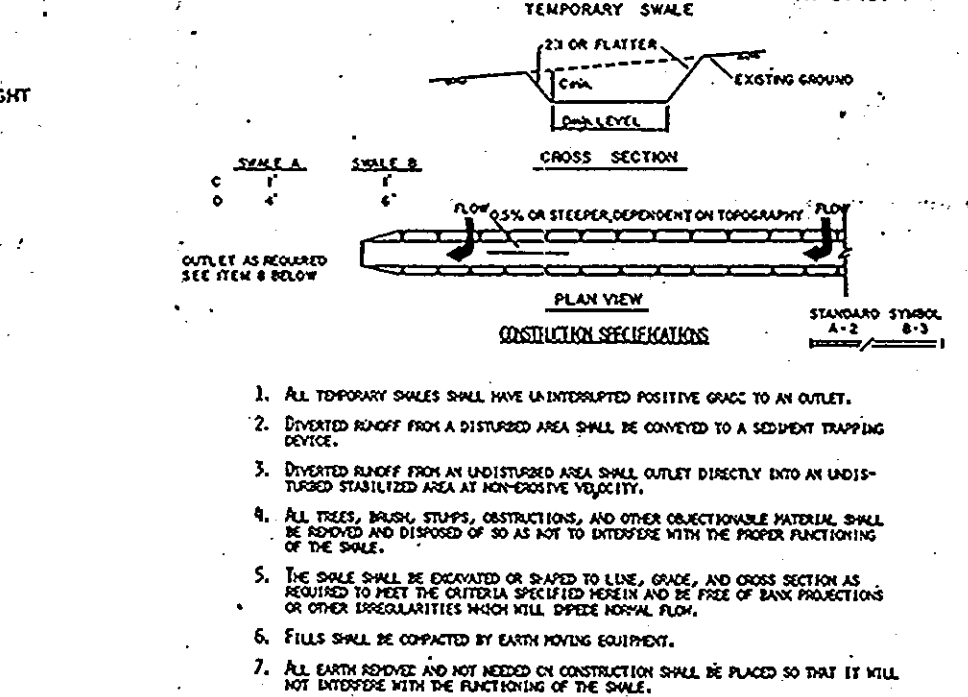 TEMPORARY SWALE
2:1 OR FLATTER
EXISTING GROUND
C min.
D min. LEVEL
CROSS SECTION
SWALE A SWALE B
C 1' 1'
D 4' 6'
FLOW 0.5% OR STEEPER, DEPENDENT ON TOPOGRAPHY FLOW
OUTLET AS REQUIRED
SEE ITEM 8 BELOW
PLAN VIEW
STANDARD SYMBOL
A-2 B-3
CONSTRUCTION SPECIFICATIONS
1. ALL TEMPORARY SWALES SHALL HAVE UNINTERRUPTED POSITIVE GRADE TO AN OUTLET.
2. DIVERTED RUNOFF FROM A DISTURBED AREA SHALL BE CONVEYED TO A SEDIMENT TRAPPING
DEVICE.
3. DIVERTED RUNOFF FROM AN UNDISTURBED AREA SHALL OUTLET DIRECTLY INTO AN UNDIS-
TURBED STABILIZED AREA AT NON-EROSIVE VELOCITY.
4. ALL TREES, BRUSH, STUMPS, OBSTRUCTIONS, AND OTHER OBJECTIONABLE MATERIAL SHALL
BE REMOVED AND DISPOSED OF SO AS NOT TO INTERFERE WITH THE PROPER FUNCTIONING
OF THE SWALE.
5. THE SWALE SHALL BE EXCAVATED OR SHAPED TO LINE, GRADE, AND CROSS SECTION AS
REQUIRED TO MEET THE CRITERIA SPECIFIED HEREIN AND BE FREE OF BANK PROJECTIONS
OR OTHER IRREGULARITIES WHICH WILL IMPEDE NORMAL FLOW.
6. FILLS SHALL BE COMPACTED BY EARTH MOVING EQUIPMENT.
7. ALL EARTH REMOVED AND NOT NEEDED ON CONSTRUCTION SHALL BE PLACED SO THAT IT WILL
NOT INTERFERE WITH THE FUNCTIONING OF THE SWALE.